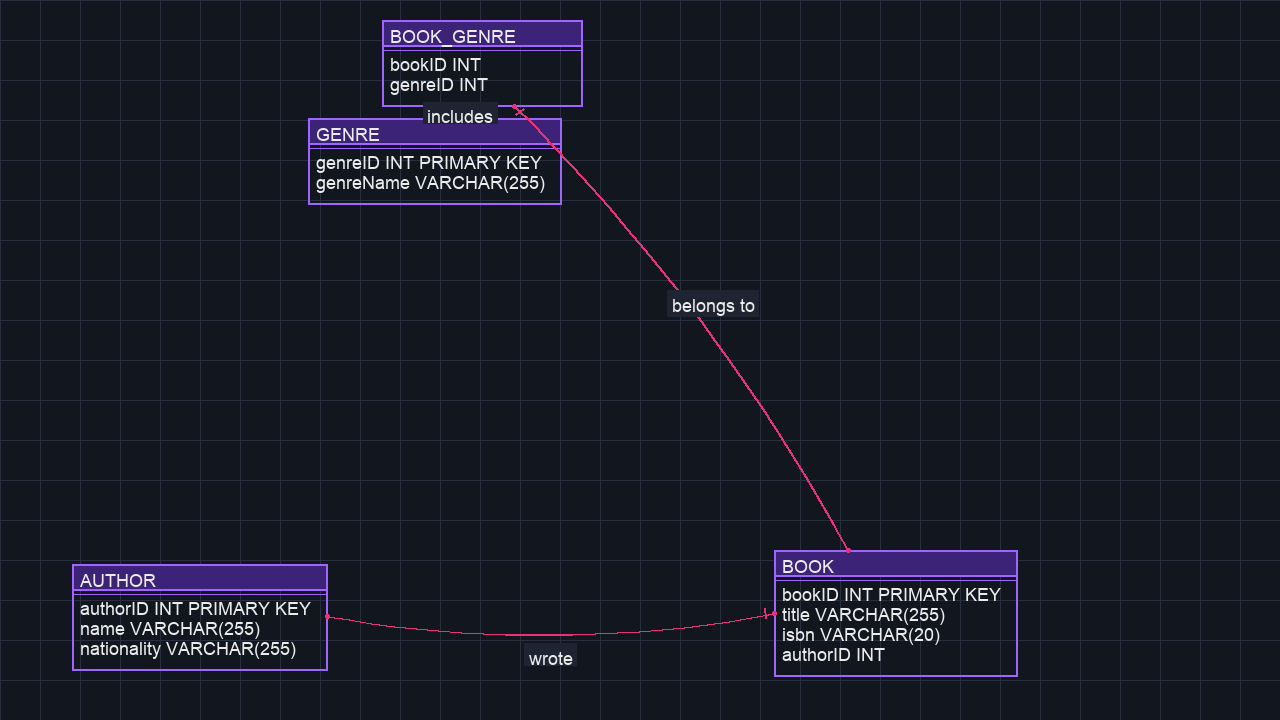 BOOK_GENRE
bookID INT
genreID INT
includes
GENRE
genreID INT PRIMARY KEY
genreName VARCHAR(255)
belongs to
AUTHOR
authorID INT PRIMARY KEY
name VARCHAR(255)
nationality VARCHAR(255)
wrote
BOOK
bookID INT PRIMARY KEY
title VARCHAR(255)
isbn VARCHAR(20)
authorID INT